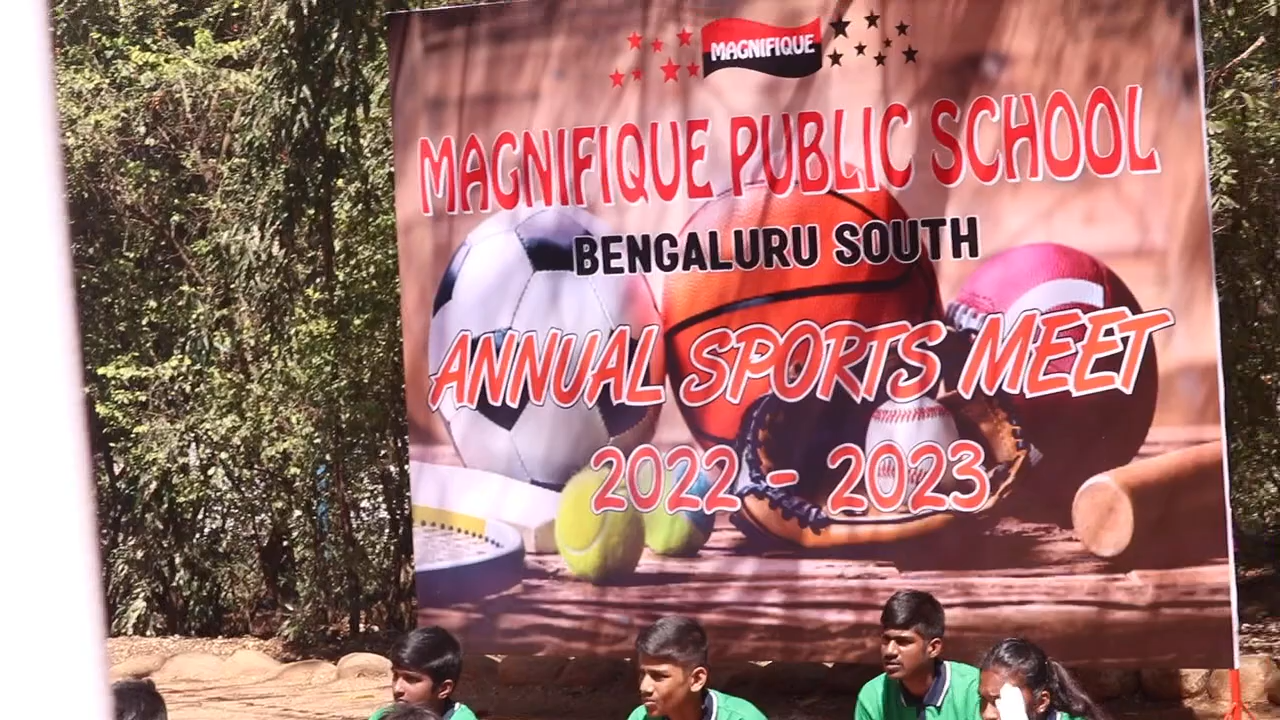 MAGNIFIQUE
MAGNIFIQUE PUBLIC SCHOOL
BENGALURU SOUTH
ANNUAL SPORTS MEET
2022 - 2023